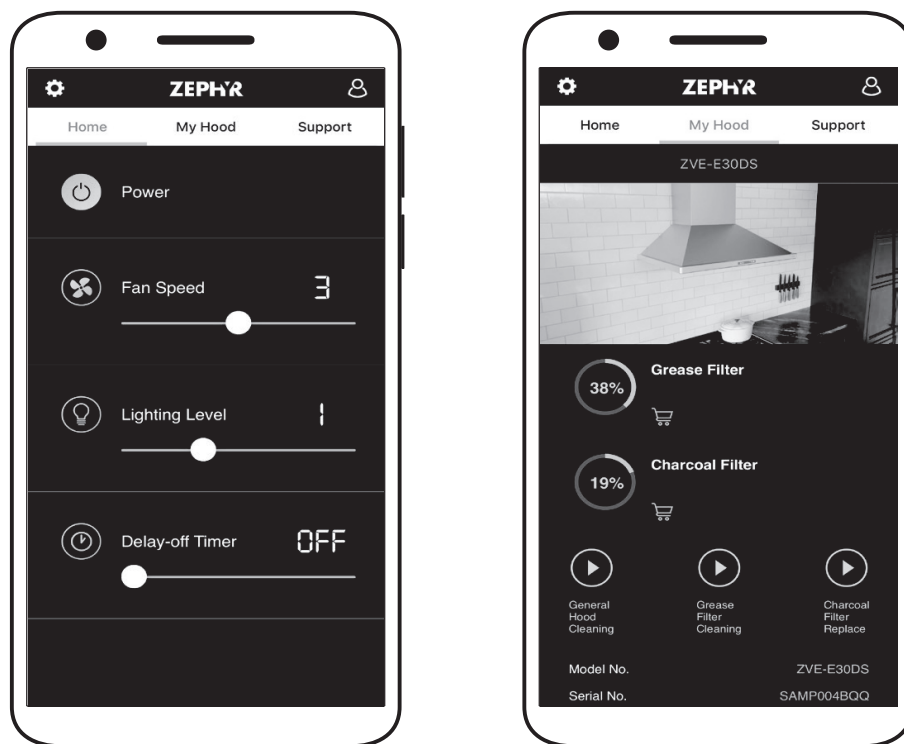 ZEPHYR
Home My Hood Support
Power
Fan Speed 3
Lighting Level 1
Delay-off Timer OFF
ZEPHYR
Home My Hood Support
ZVE-E30DS
38% Grease Filter
19% Charcoal Filter
General Hood Cleaning
Grease Filter Cleaning
Charcoal Filter Replace
Model No. ZVE-E30DS
Serial No. SAMP004BQQ